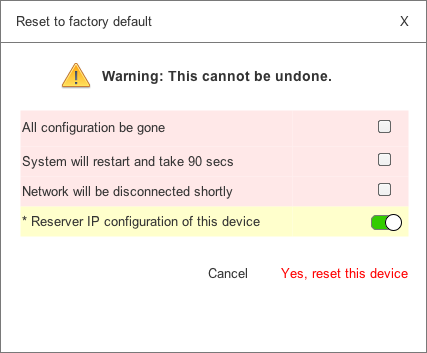 Reset to factory default X
Warning: This cannot be undone.
All configuration be gone
System will restart and take 90 secs
Network will be disconnected shortly
* Reserver IP configuration of this device
Cancel Yes, reset this device